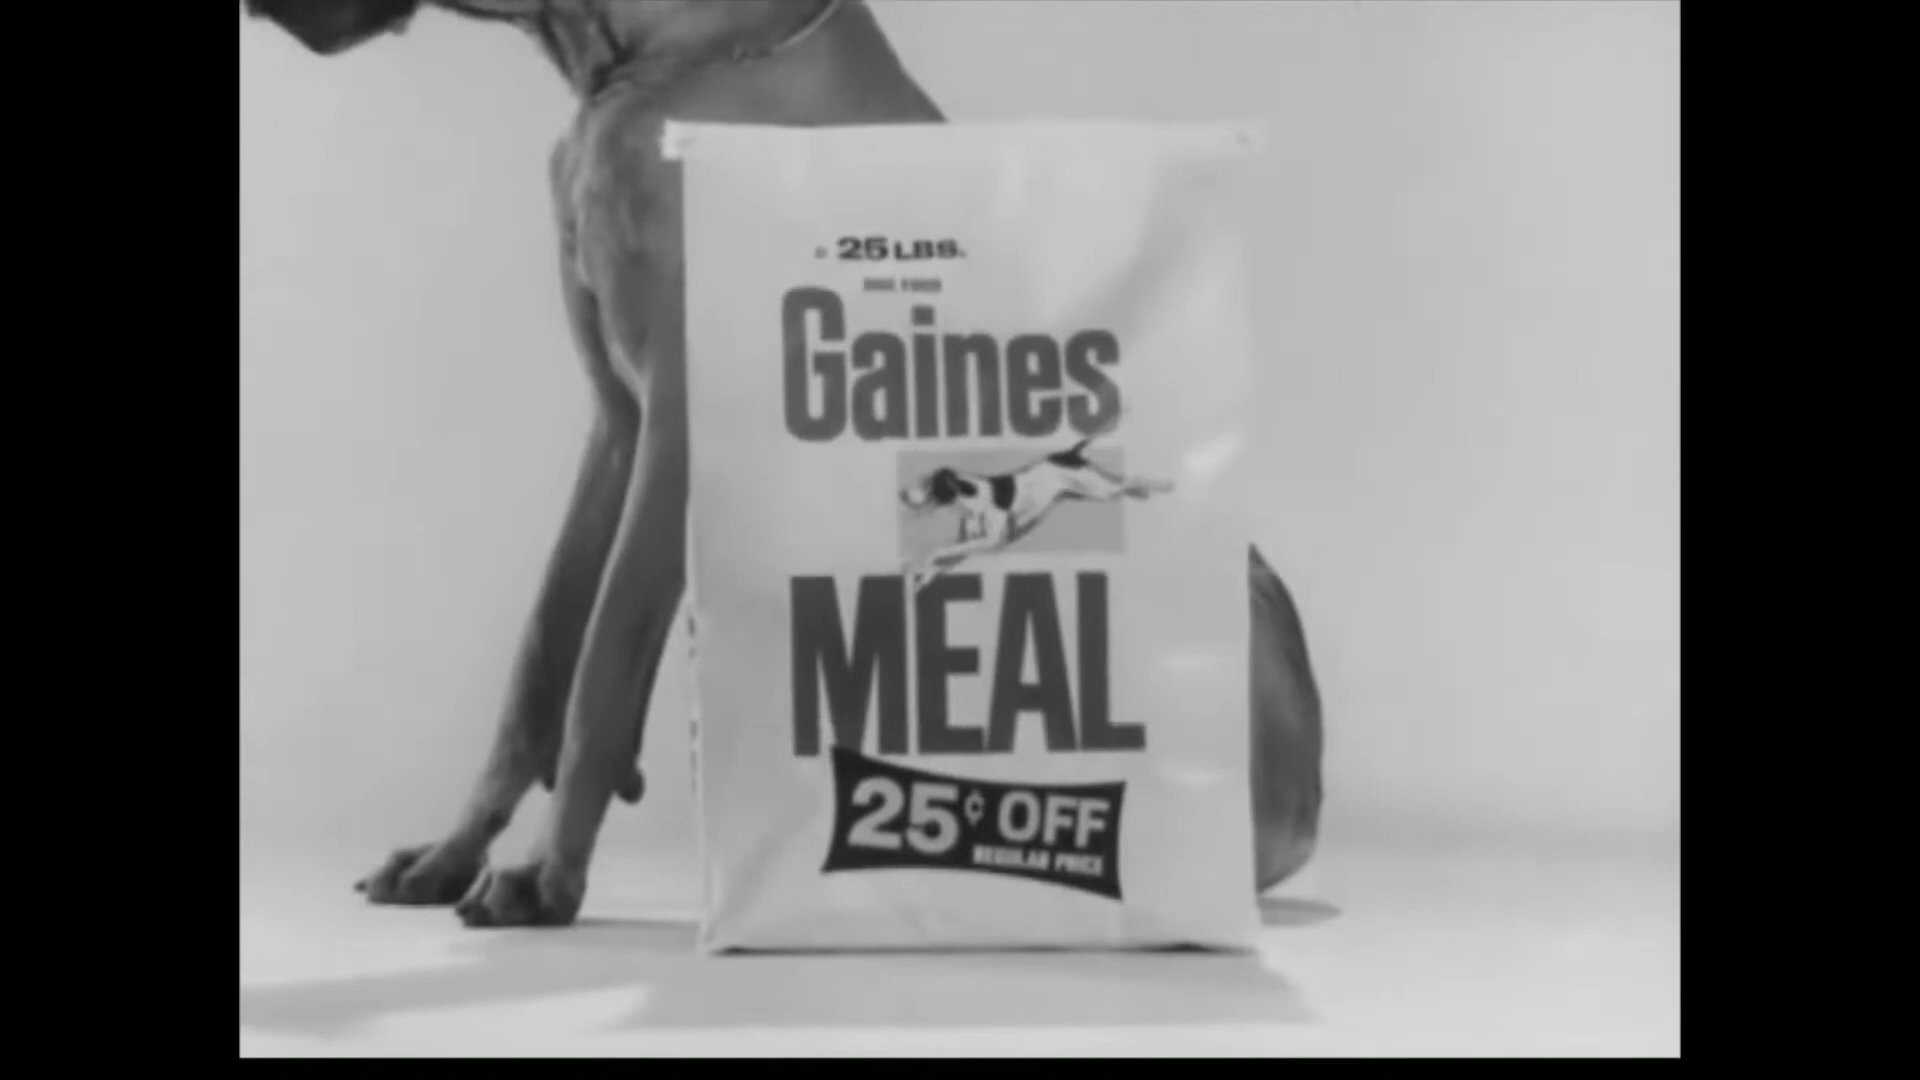 25 LBS.
DOG FOOD
Gaines
MEAL
25¢ OFF
REGULAR PRICE